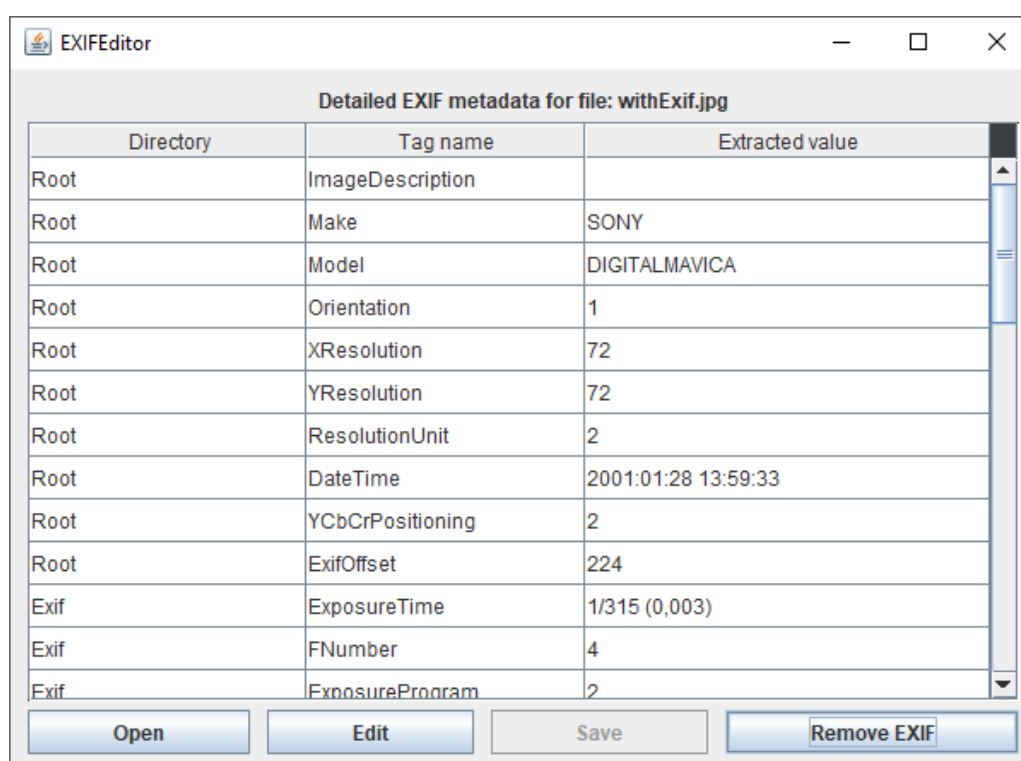 EXIFEditor
Detailed EXIF metadata for file: withExif.jpg
Directory Tag name Extracted value
Root ImageDescription
Root Make SONY
Root Model DIGITALMAVICA
Root Orientation 1
Root XResolution 72
Root YResolution 72
Root ResolutionUnit 2
Root DateTime 2001:01:28 13:59:33
Root YCbCrPositioning 2
Root ExifOffset 224
Exif ExposureTime 1/315 (0,003)
Exif FNumber 4
Exif ExposureProgram 2
Open Edit Save Remove EXIF